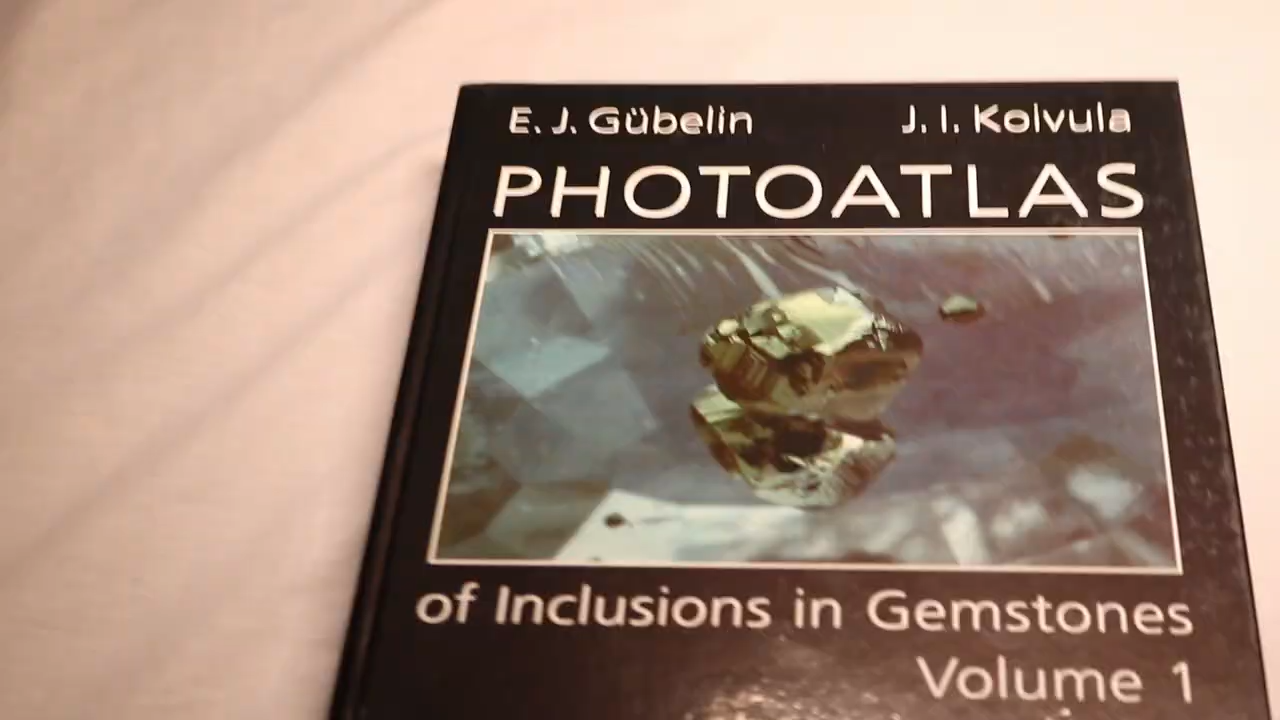 E. J. Gübelin J. I. Koivula
PHOTOATLAS
of Inclusions in Gemstones
Volume 1